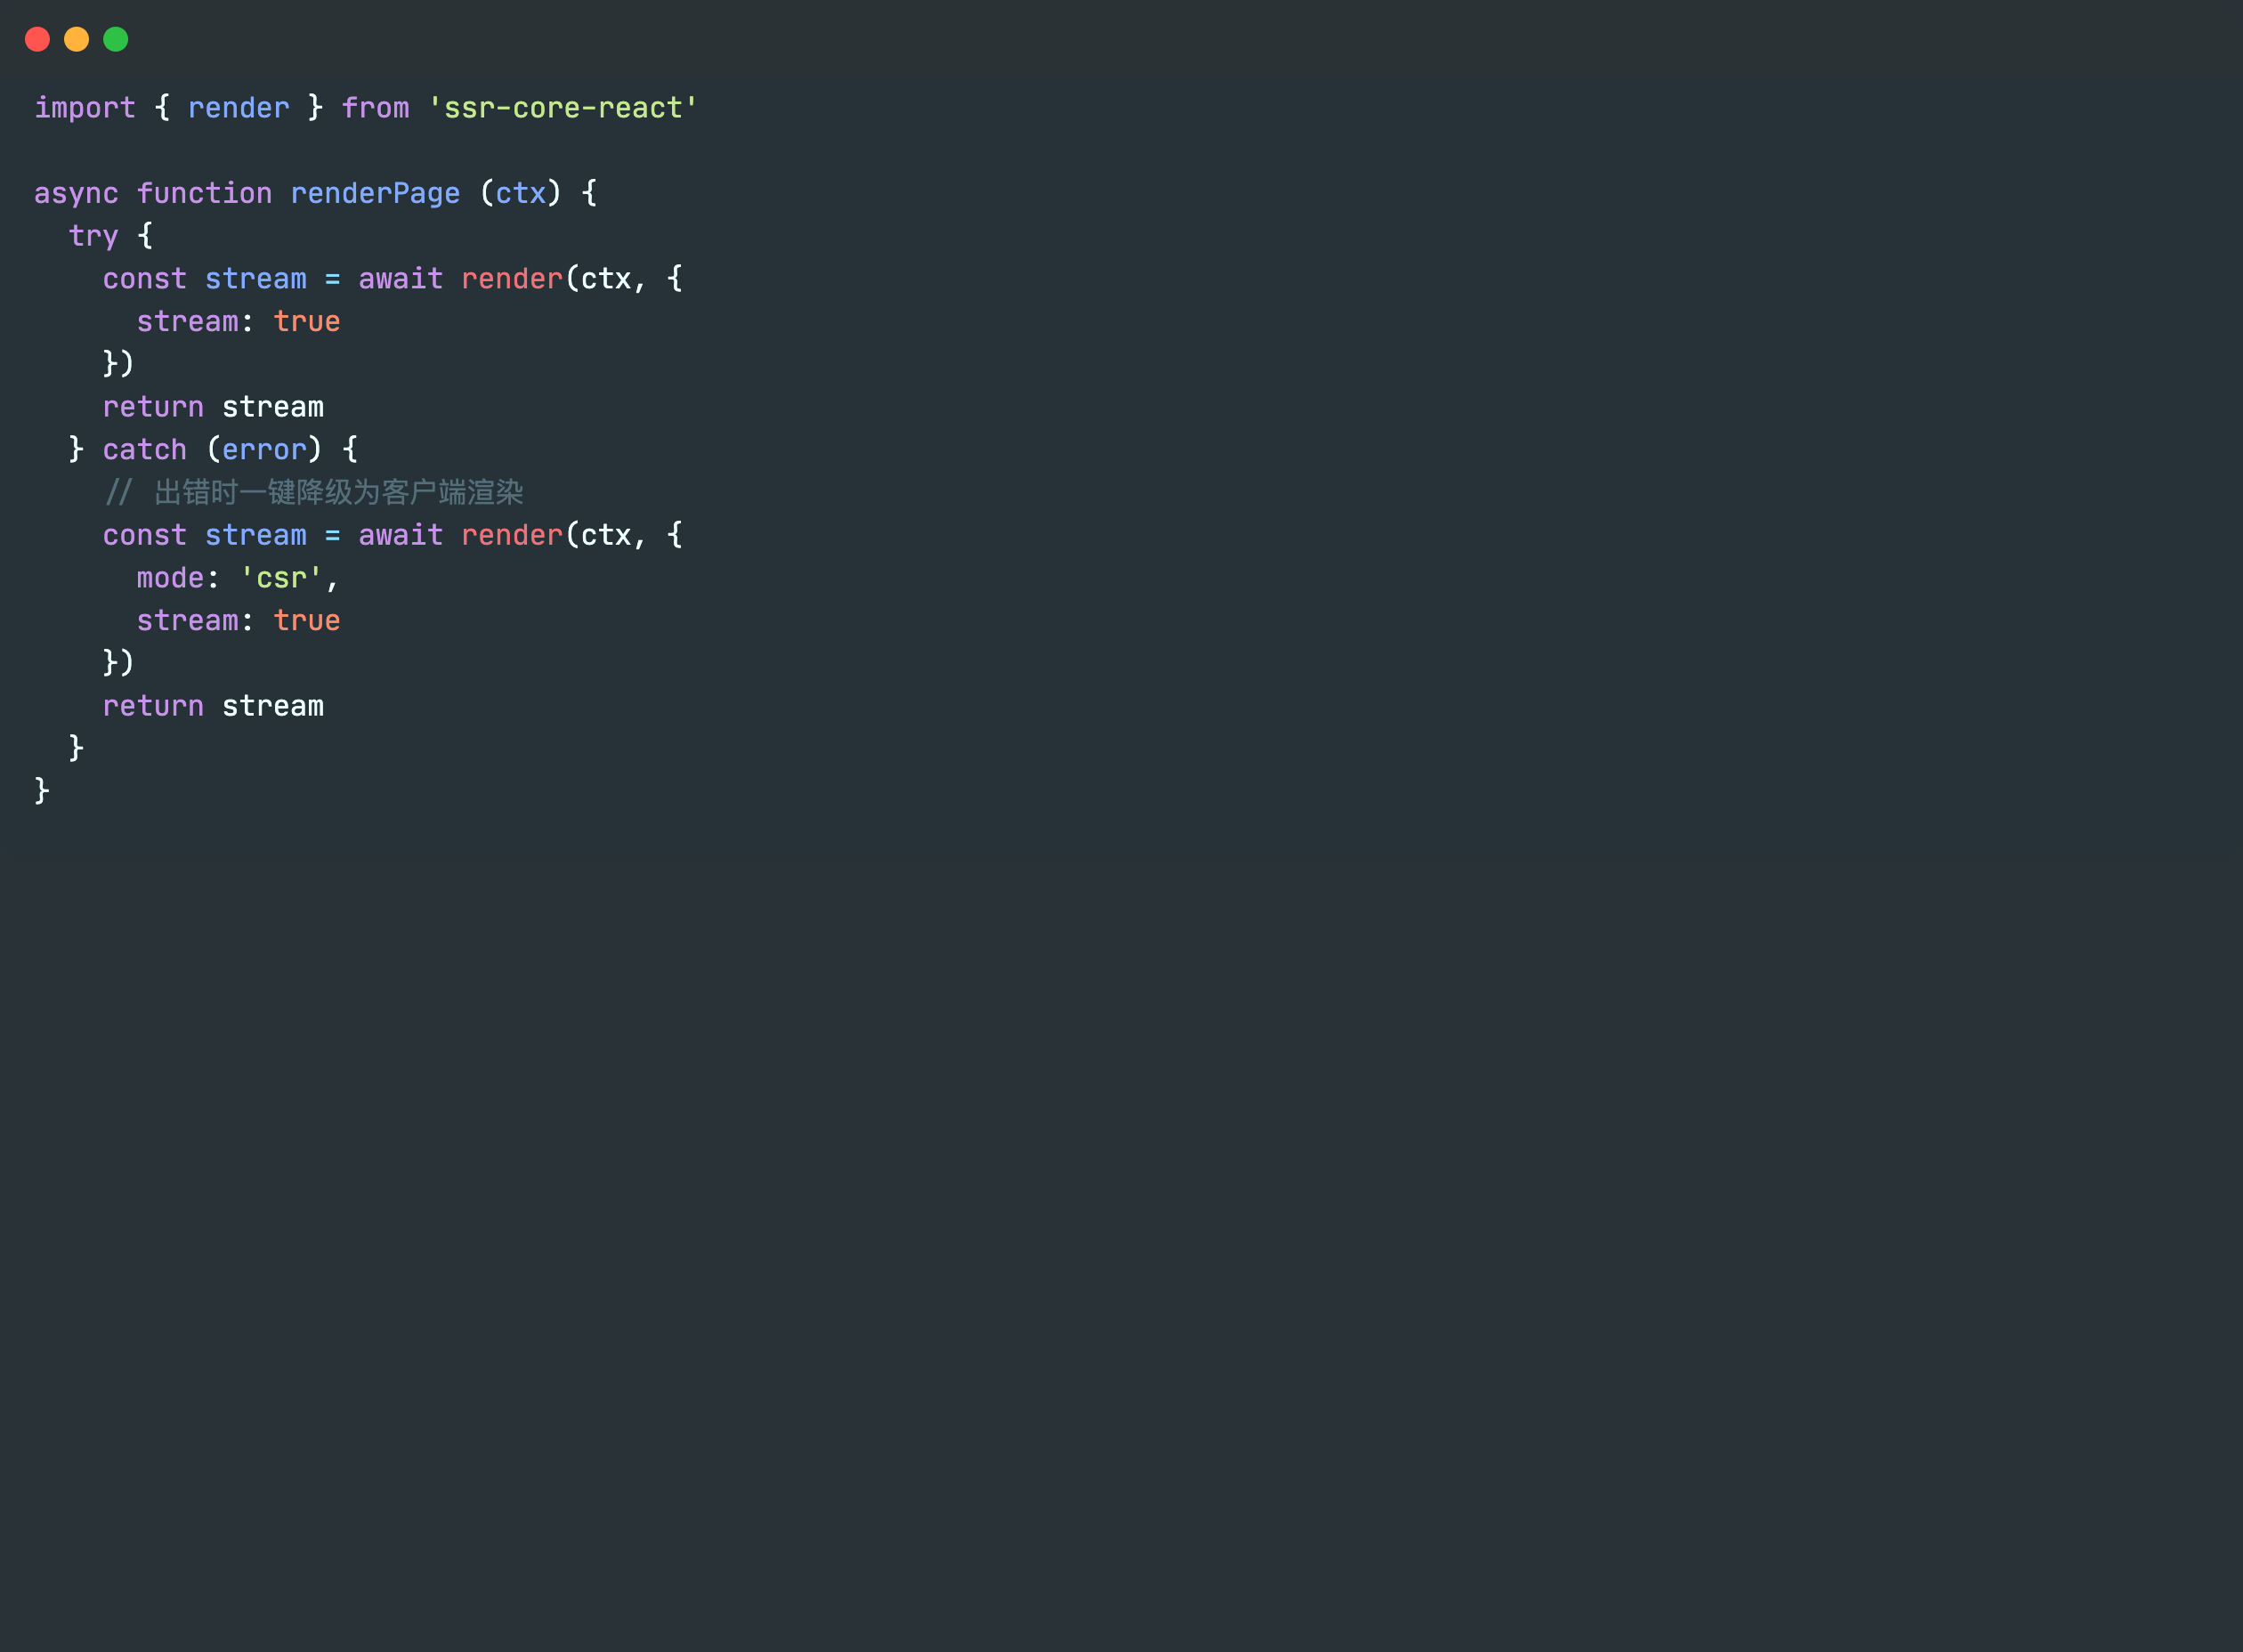 import { render } from 'ssr-core-react'

async function renderPage (ctx) {
  try {
    const stream = await render(ctx, {
      stream: true
    })
    return stream
  } catch (error) {
    // 出错时一键降级为客户端渲染
    const stream = await render(ctx, {
      mode: 'csr',
      stream: true
    })
    return stream
  }
}